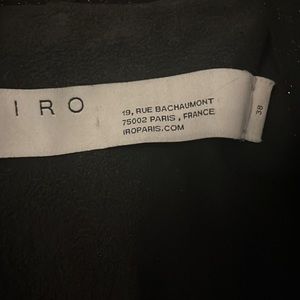 IRO
19, RUE BACHAUMONT
75002 PARIS , FRANCE
IROPARIS.COM
38